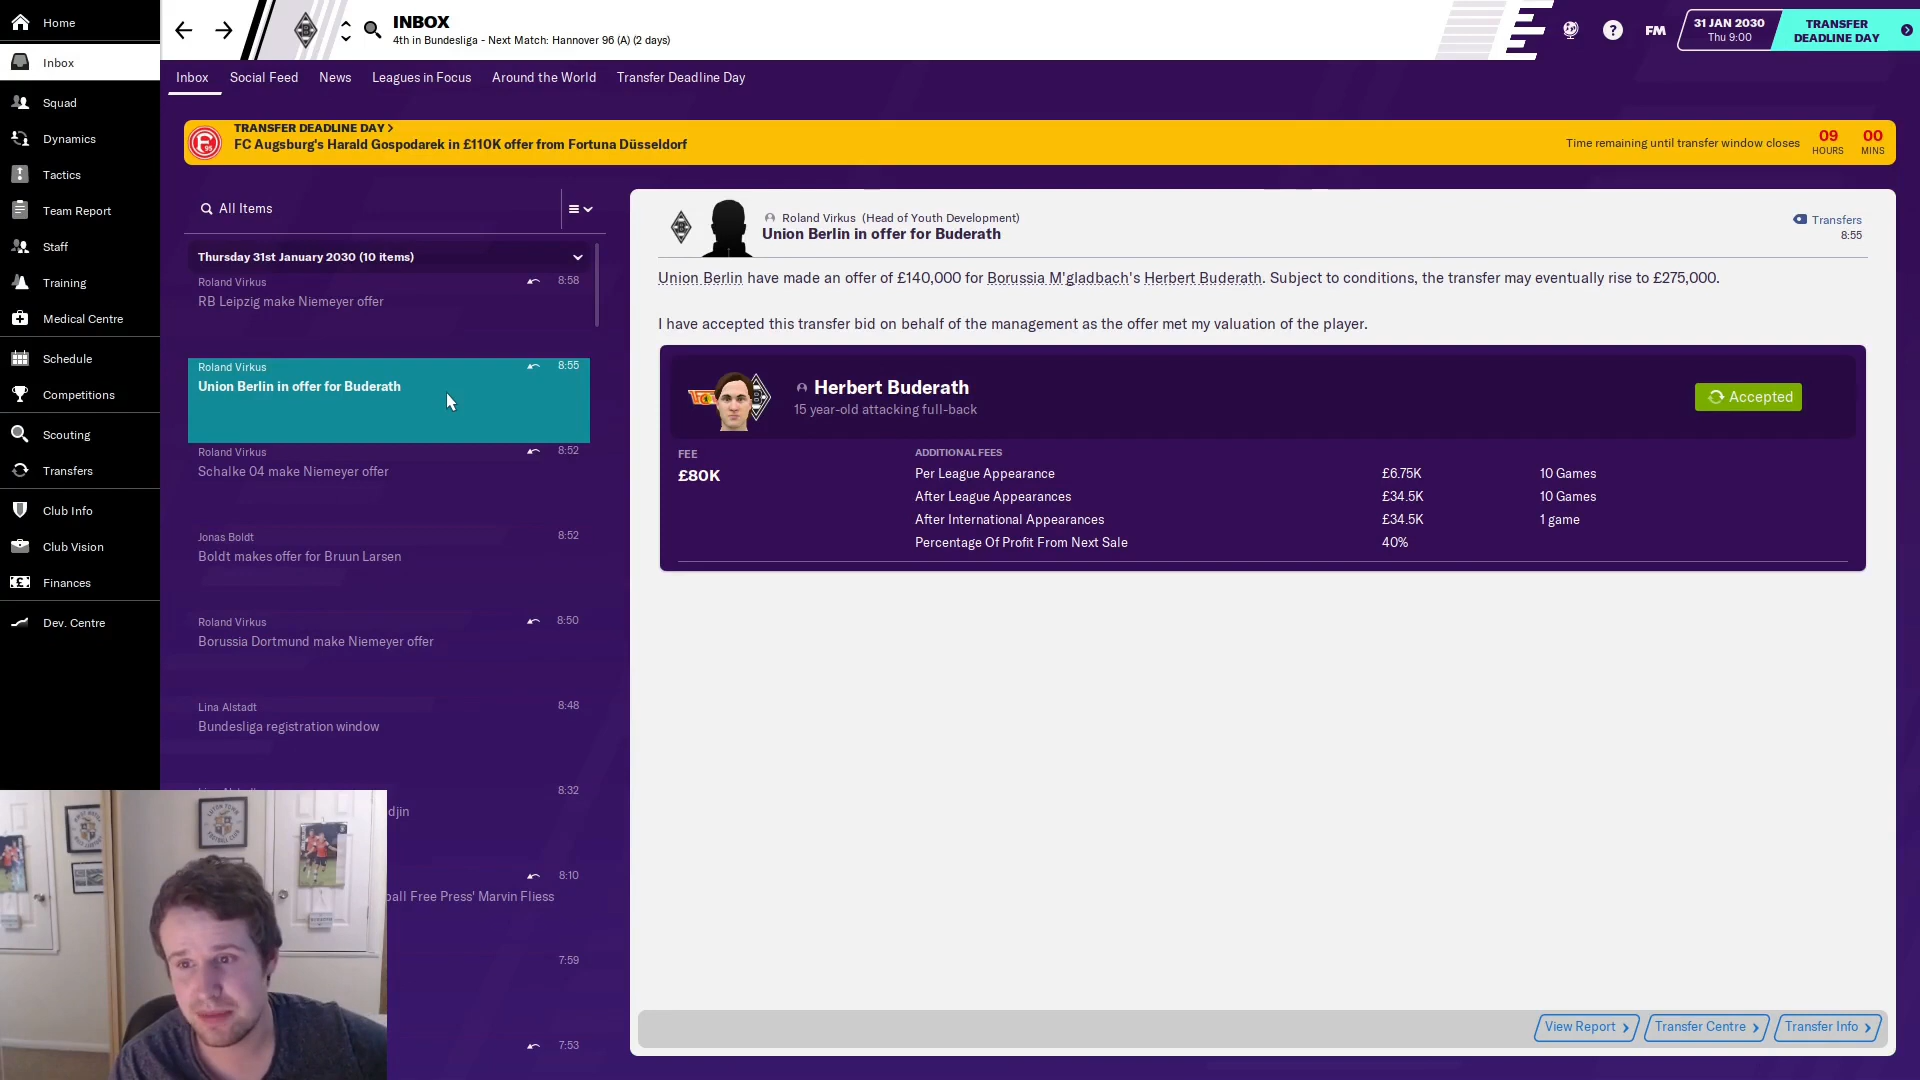 Home
Inbox
Squad
Dynamics
Tactics
Team Report
Staff
Training
Medical Centre
Schedule
Competitions
Scouting
Transfers
Club Info
Club Vision
Finances
Dev. Centre
INBOX
4th in Bundesliga - Next Match: Hannover 96 (A) (2 days)
FM
31 JAN 2030
Thu 9:00
TRANSFER
DEADLINE DAY
Inbox Social Feed News Leagues in Focus Around the World Transfer Deadline Day
TRANSFER DEADLINE DAY >
FC Augsburg's Harald Gospodarek in £110K offer from Fortuna Düsseldorf
Time remaining until transfer window closes
09 00
HOURS MINS
All Items
Thursday 31st January 2030 (10 items)
Roland Virkus 8:58
RB Leipzig make Niemeyer offer
Roland Virkus 8:55
Union Berlin in offer for Buderath
Roland Virkus 8:52
Schalke 04 make Niemeyer offer
Jonas Boldt 8:52
Boldt makes offer for Bruun Larsen
Roland Virkus 8:50
Borussia Dortmund make Niemeyer offer
Lina Alstadt 8:48
Bundesliga registration window
8:32
djin
8:10
Free Press' Marvin Fliess
7:59
7:53
Roland Virkus (Head of Youth Development)
Union Berlin in offer for Buderath
Transfers
8:55
Union Berlin have made an offer of £140,000 for Borussia M'gladbach's Herbert Buderath. Subject to conditions, the transfer may eventually rise to £275,000.
I have accepted this transfer bid on behalf of the management as the offer met my valuation of the player.
Herbert Buderath
15 year-old attacking full-back
Accepted
FEE
£80K
ADDITIONAL FEES
Per League Appearance £6.75K 10 Games
After League Appearances £34.5K 10 Games
After International Appearances £34.5K 1 game
Percentage Of Profit From Next Sale 40%
View Report >
Transfer Centre >
Transfer Info >